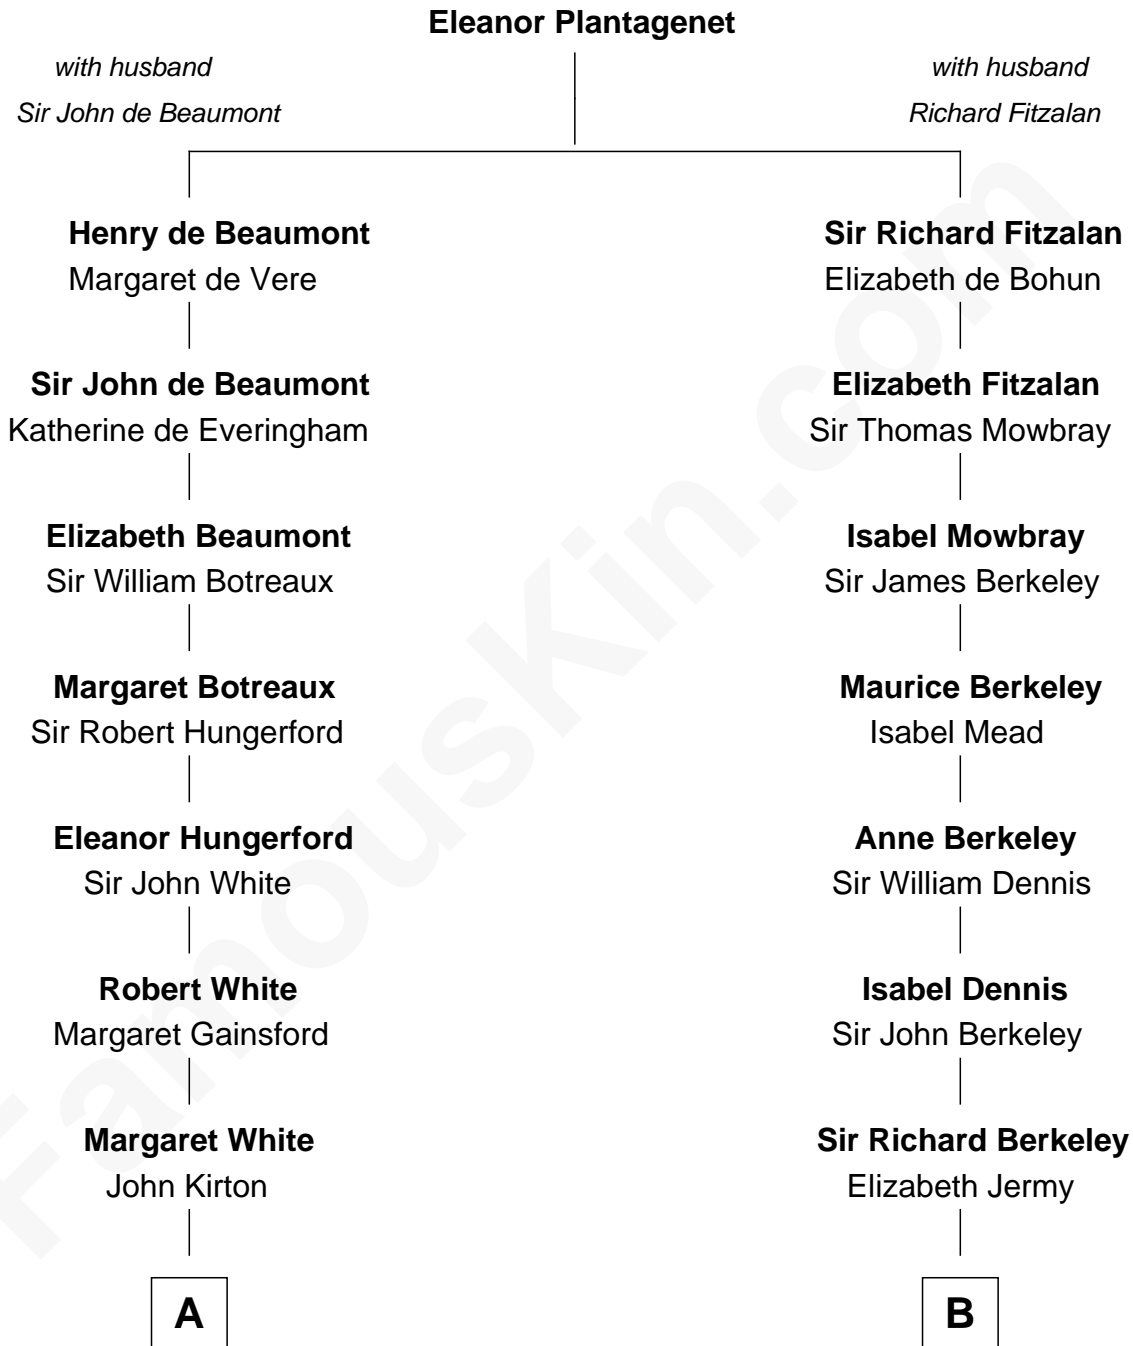 Eleanor Plantagenet
with husband
Sir John de Beaumont
with husband
Richard Fitzalan
Henry de Beaumont
Margaret de Vere
Sir Richard Fitzalan
Elizabeth de Bohun
Sir John de Beaumont
Katherine de Everingham
Elizabeth Fitzalan
Sir Thomas Mowbray
Elizabeth Beaumont
Sir William Botreaux
Isabel Mowbray
Sir James Berkeley
Margaret Botreaux
Sir Robert Hungerford
Maurice Berkeley
Isabel Mead
Eleanor Hungerford
Sir John White
Anne Berkeley
Sir William Dennis
Robert White
Margaret Gainsford
Isabel Dennis
Sir John Berkeley
Margaret White
John Kirton
Sir Richard Berkeley
Elizabeth Jermy
A
B
FamousKin.com